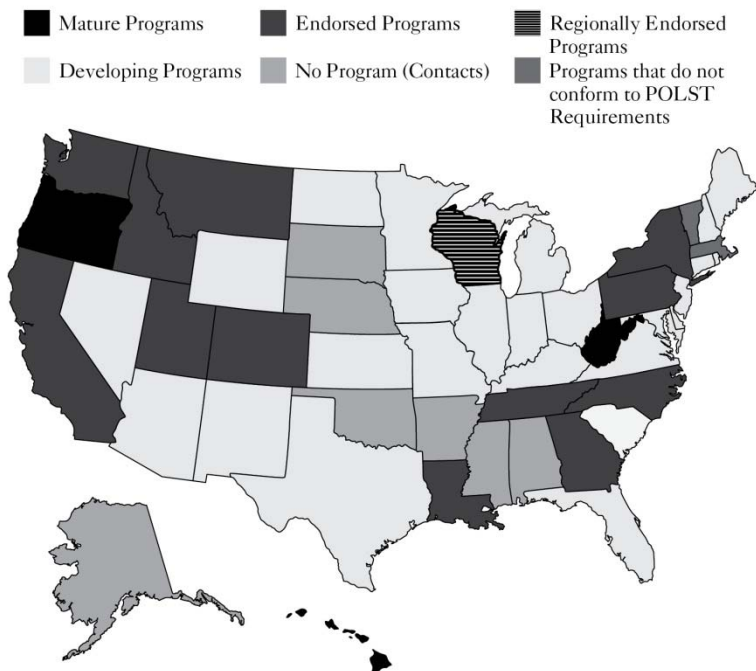 Mature Programs
Endorsed Programs
Regionally Endorsed
Programs
Developing Programs
No Program (Contacts)
Programs that do not
conform to POLST
Requirements